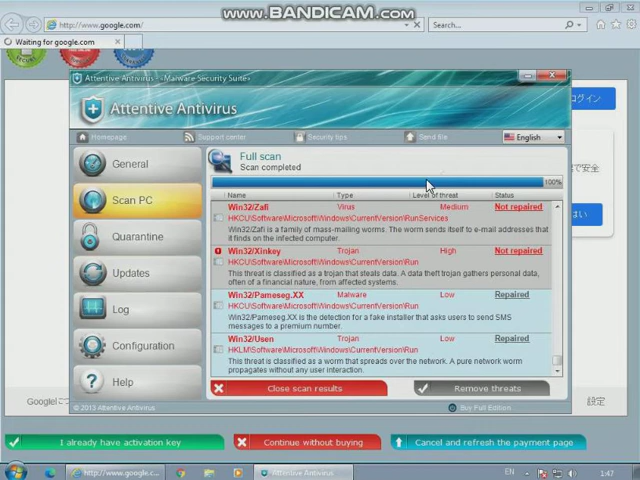 www.BANDICAM.com
http://www.google.com/
Search...
Waiting for google.com
Attentive Antivirus - «Malware Security Suite»
ログイン
Attentive Antivirus
Homepage
Support center
Security tips
Send file
English
General
Full scan
Scan completed
で安全
100%
Name Type Level of threat Status
Scan PC
Win32/Zafi Virus Medium Not repaired
HKCU\Software\Microsoft\Windows\CurrentVersion\RunServices
はい
Win32/Zafi is a family of mass-mailing worms. The worm sends itself to e-mail addresses that
it finds on the infected computer.
Quarantine
Win32/Xinkey Trojan High Not repaired
HKCU\Software\Microsoft\Windows\CurrentVersion\Run
This threat is classified as a trojan that steals data. A data theft trojan gathers personal data,
often of a financial nature, from affected systems.
Updates
Win32/Pameseg.XX Malware Low Repaired
HKCU\Software\Microsoft\Windows\CurrentVersion\Run
Win32/Pameseg.XX is the detection for a fake installer that asks users to send SMS
messages to a premium number.
Log
Win32/Usen Trojan Low Repaired
HKLM\Software\Microsoft\Windows\CurrentVersion\Run
This threat is classified as a worm that spreads over the network. A pure network worm
propagates without any user interaction.
Configuration
Help
Close scan results
Remove threats
Google
設定
© 2013 Attentive Antivirus
Buy Full Edition
I already have activation key
Continue without buying
Cancel and refresh the payment page
http://www.google.c...
Attentive Antivirus
EN
1:47